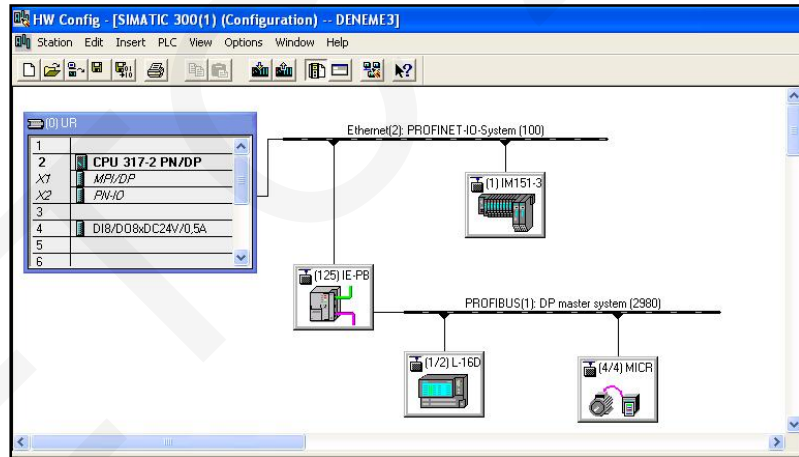 HW Config - [SIMATIC 300(1) (Configuration) -- DENEME3]
Station Edit Insert PLC View Options Window Help
(0) UR
1
2 CPU 317-2 PN/DP
X1 MPI/DP
X2 PN-IO
3
4 DI8/DO8xDC24V/0,5A
5
6
Ethernet(2): PROFINET-IO-System (100)
(1) IM151-3
(125) IE-PB
PROFIBUS(1): DP master system (2980)
(1/2) L-16D
(4/4) MICR